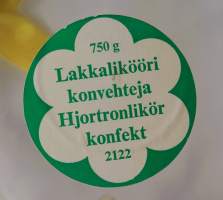 750 g
Lakkalikööri
konvehteja
Hjortronlikör
konfekt
2122